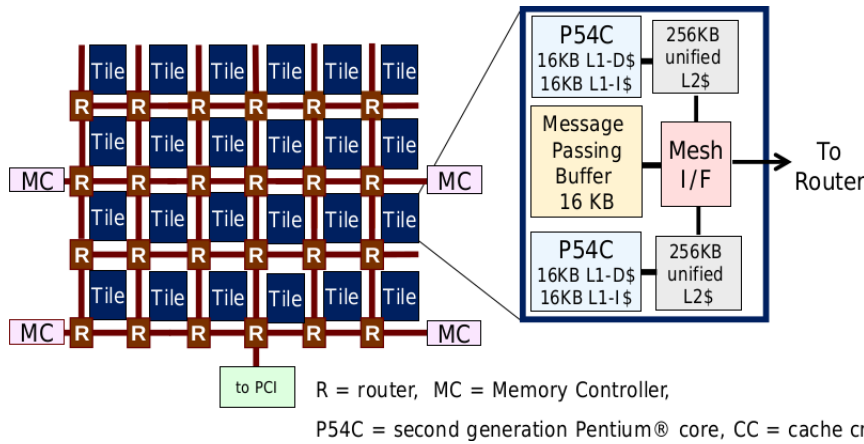 Tile Tile Tile Tile Tile Tile
R R R R R R
Tile Tile Tile Tile Tile Tile
MC R R R R R R MC
Tile Tile Tile Tile Tile Tile
R R R R R R
Tile Tile Tile Tile Tile Tile
MC R R R R R R MC
to PCI
P54C
16KB L1-D$
16KB L1-I$
256KB
unified
L2$
Message
Passing
Buffer
16 KB
Mesh
I/F
To
Router
P54C
16KB L1-D$
16KB L1-I$
256KB
unified
L2$
R = router, MC = Memory Controller,
P54C = second generation Pentium® core, CC = cache